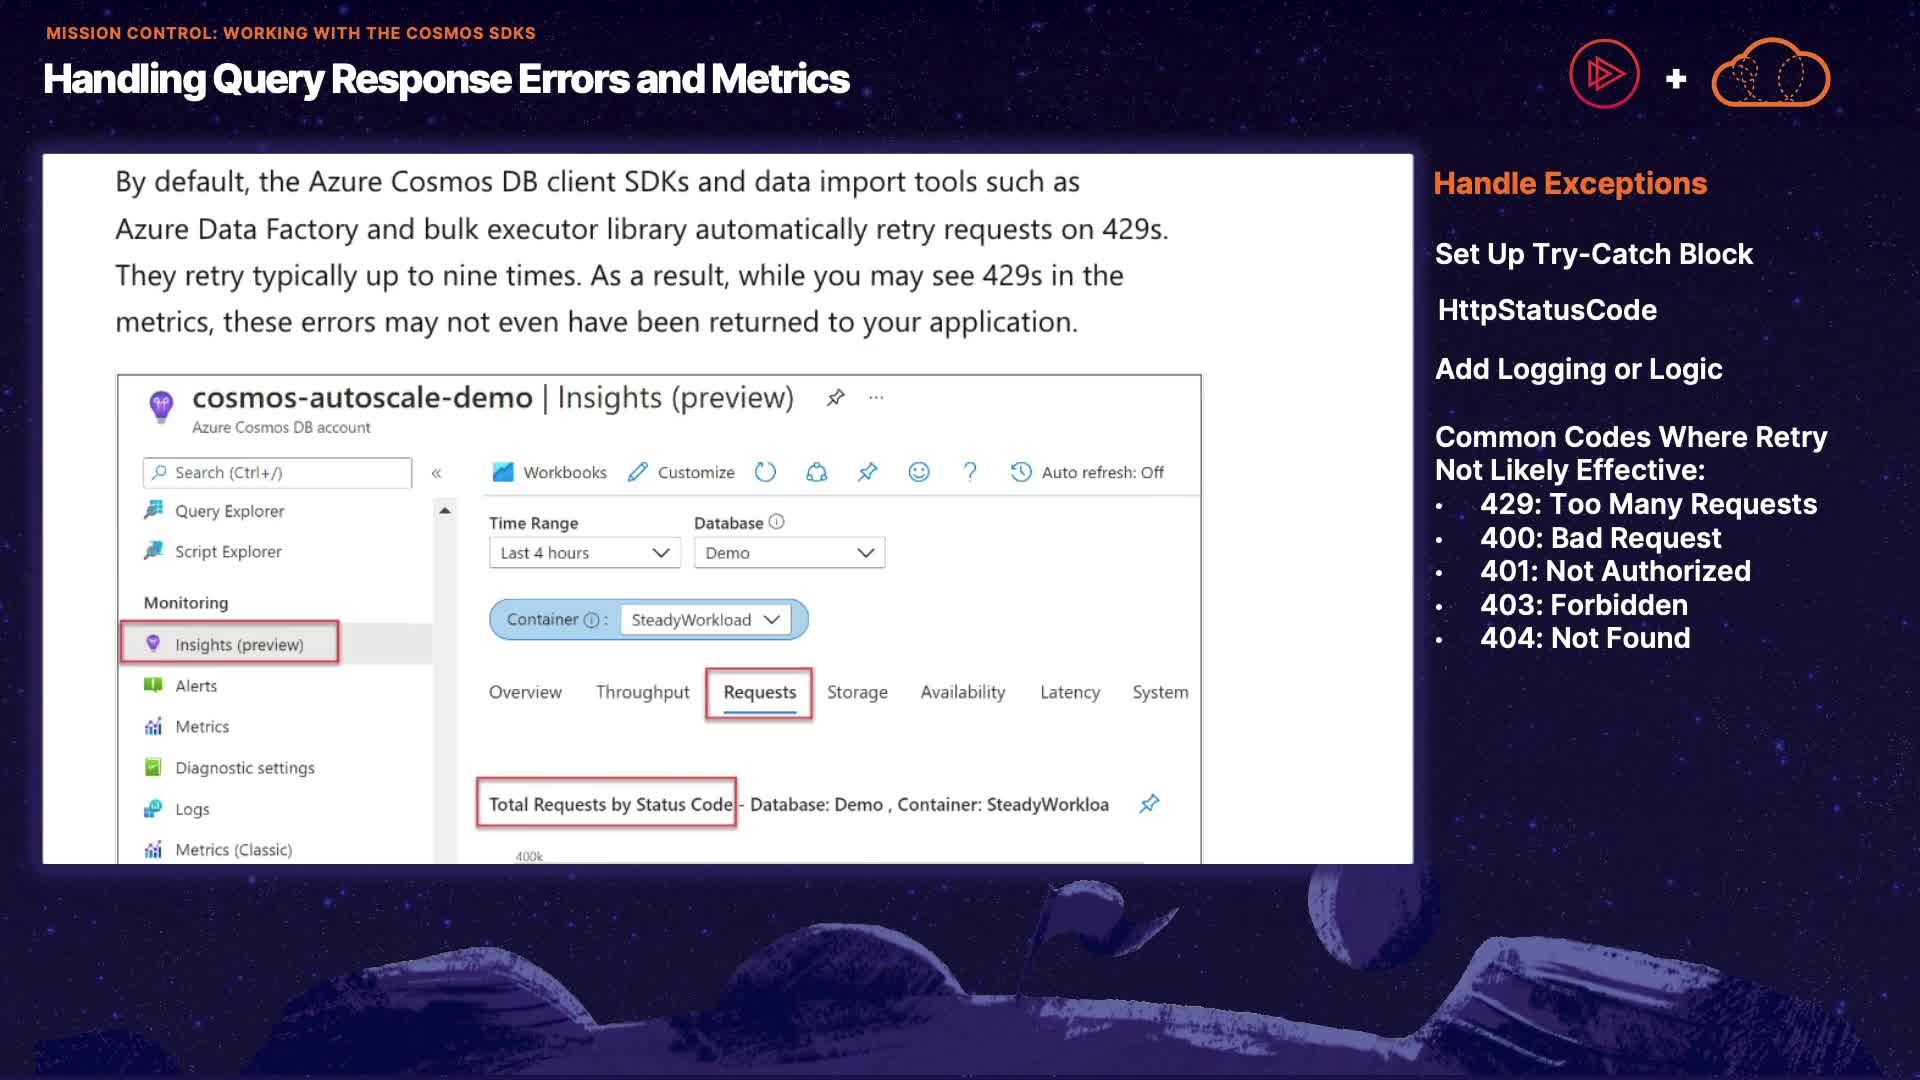 MISSION CONTROL: WORKING WITH THE COSMOS SDKS
Handling Query Response Errors and Metrics
+
By default, the Azure Cosmos DB client SDKs and data import tools such as
Azure Data Factory and bulk executor library automatically retry requests on 429s.
They retry typically up to nine times. As a result, while you may see 429s in the
metrics, these errors may not even have been returned to your application.
cosmos-autoscale-demo | Insights (preview) ...
Azure Cosmos DB account
Search (Ctrl+/) «
Workbooks Customize ? Auto refresh: Off
Query Explorer
Script Explorer
Monitoring
Insights (preview)
Alerts
Metrics
Diagnostic settings
Logs
Metrics (Classic)
Time Range Database
Last 4 hours Demo
Container : SteadyWorkload
Overview Throughput Requests Storage Availability Latency System
Total Requests by Status Code - Database: Demo , Container: SteadyWorkloa
400k
Handle Exceptions
Set Up Try-Catch Block
HttpStatusCode
Add Logging or Logic
Common Codes Where Retry
Not Likely Effective:
• 429: Too Many Requests
• 400: Bad Request
• 401: Not Authorized
• 403: Forbidden
• 404: Not Found